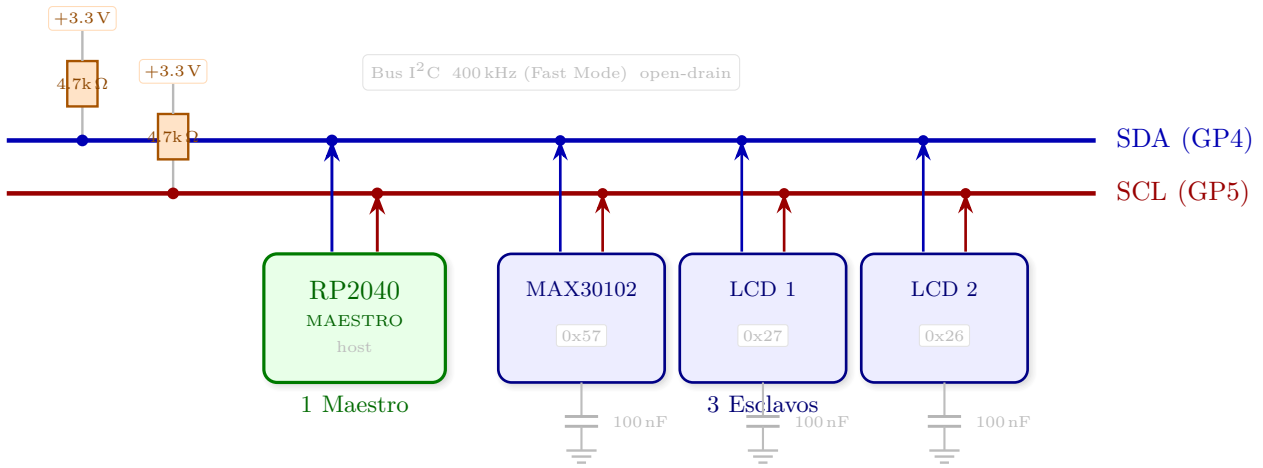 +3.3 V
4.7k Ω
+3.3 V
4.7k Ω
Bus I²C 400 kHz (Fast Mode) open-drain
SDA (GP4)
SCL (GP5)
RP2040
MAESTRO
host
MAX30102
0x57
LCD 1
0x27
LCD 2
0x26
1 Maestro
3 Esclavos
100 nF
100 nF
100 nF